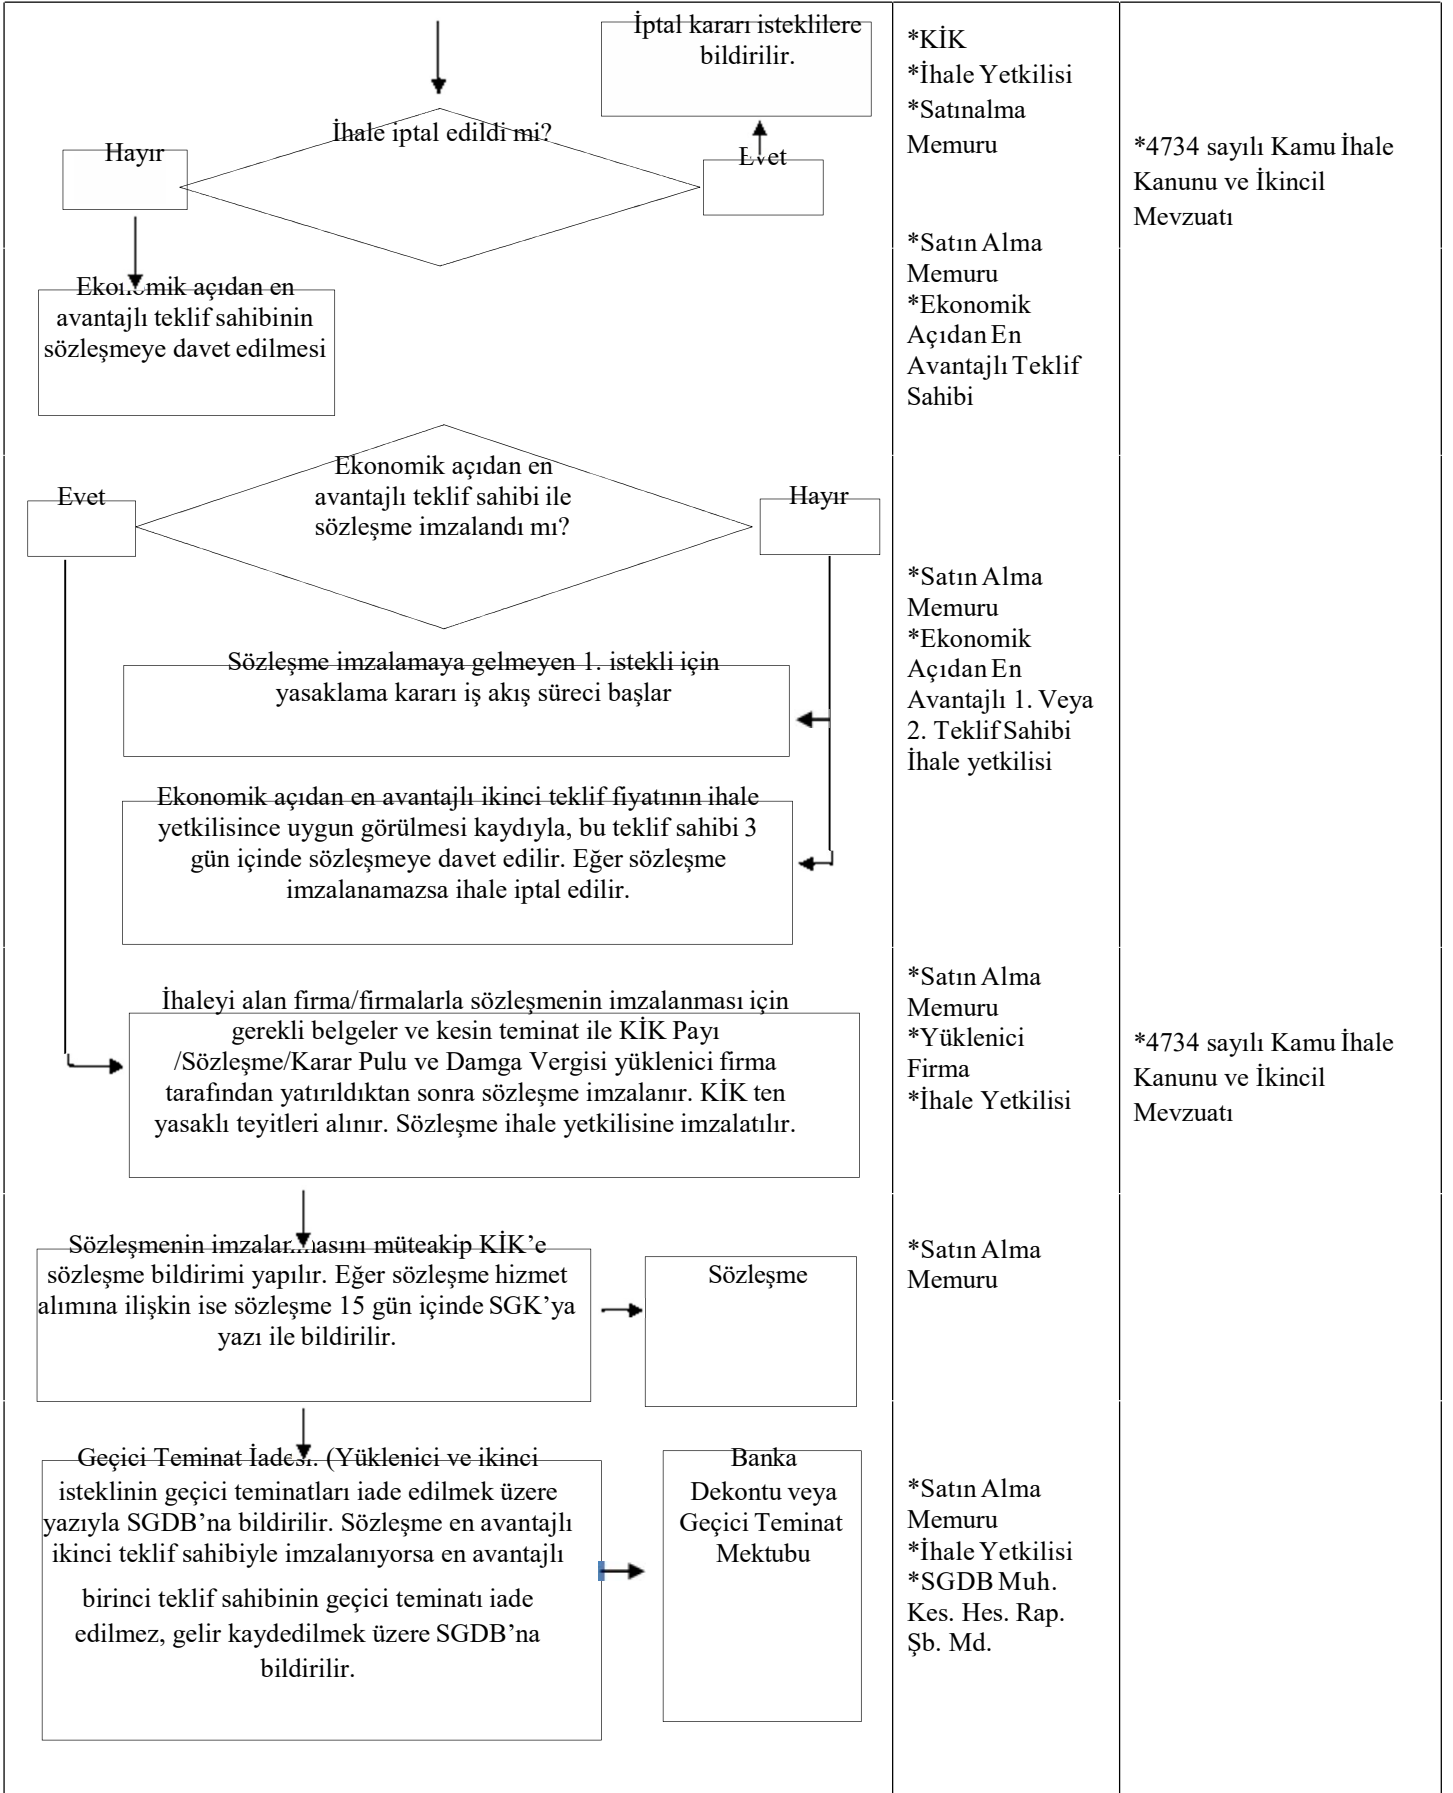 İptal kararı isteklilere
bildirilir.
İhale iptal edildi mi?
Hayır
Evet
Ekonomik açıdan en
avantajlı teklif sahibinin
sözleşmeye davet edilmesi
*KİK
*İhale Yetkilisi
*Satınalma
Memuru
*4734 sayılı Kamu İhale
Kanunu ve İkincil
Mevzuatı
*Satın Alma
Memuru
*Ekonomik
Açıdan En
Avantajlı Teklif
Sahibi
Ekonomik açıdan en
avantajlı teklif sahibi ile
sözleşme imzalandı mı?
Evet
Hayır
Sözleşme imzalamaya gelmeyen 1. istekli için
yasaklama kararı iş akış süreci başlar
Ekonomik açıdan en avantajlı ikinci teklif fiyatının ihale
yetkilisince uygun görülmesi kaydıyla, bu teklif sahibi 3
gün içinde sözleşmeye davet edilir. Eğer sözleşme
imzalanamazsa ihale iptal edilir.
*Satın Alma
Memuru
*Ekonomik
Açıdan En
Avantajlı 1. Veya
2. Teklif Sahibi
İhale yetkilisi
İhaleyi alan firma/firmalarla sözleşmenin imzalanması için
gerekli belgeler ve kesin teminat ile KİK Payı
/Sözleşme/Karar Pulu ve Damga Vergisi yüklenici firma
tarafından yatırıldıktan sonra sözleşme imzalanır. KİK ten
yasaklı teyitleri alınır. Sözleşme ihale yetkilisine imzalatılır.
*Satın Alma
Memuru
*Yüklenici
Firma
*İhale Yetkilisi
*4734 sayılı Kamu İhale
Kanunu ve İkincil
Mevzuatı
Sözleşmenin imzalanmasını müteakip KİK’e
sözleşme bildirimi yapılır. Eğer sözleşme hizmet
alımına ilişkin ise sözleşme 15 gün içinde SGK’ya
yazı ile bildirilir.
Sözleşme
*Satın Alma
Memuru
Geçici Teminat İadesi. (Yüklenici ve ikinci
isteklinin geçici teminatları iade edilmek üzere
yazıyla SGDB’na bildirilir. Sözleşme en avantajlı
ikinci teklif sahibiyle imzalanıyorsa en avantajlı
birinci teklif sahibinin geçici teminatı iade
edilmez, gelir kaydedilmek üzere SGDB’na
bildirilir.
Banka
Dekontu veya
Geçici Teminat
Mektubu
*Satın Alma
Memuru
*İhale Yetkilisi
*SGDB Muh.
Kes. Hes. Rap.
Şb. Md.